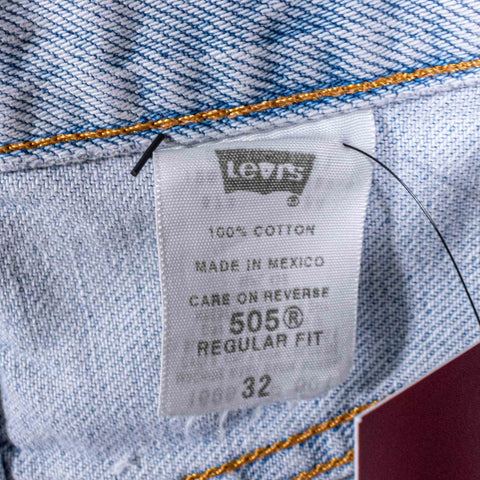 Levi's
®
100% COTTON
MADE IN MEXICO
CARE ON REVERSE
505®
REGULAR FIT
32